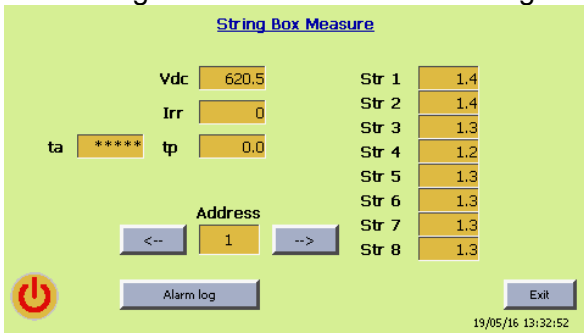 String Box Measure
Vdc 620.5
Irr 0
ta ***** tp 0.0
Str 1 1.4
Str 2 1.4
Str 3 1.3
Str 4 1.2
Str 5 1.3
Str 6 1.3
Str 7 1.3
Str 8 1.3
Address
<-- 1 -->
Alarm log
Exit
19/05/16 13:32:52